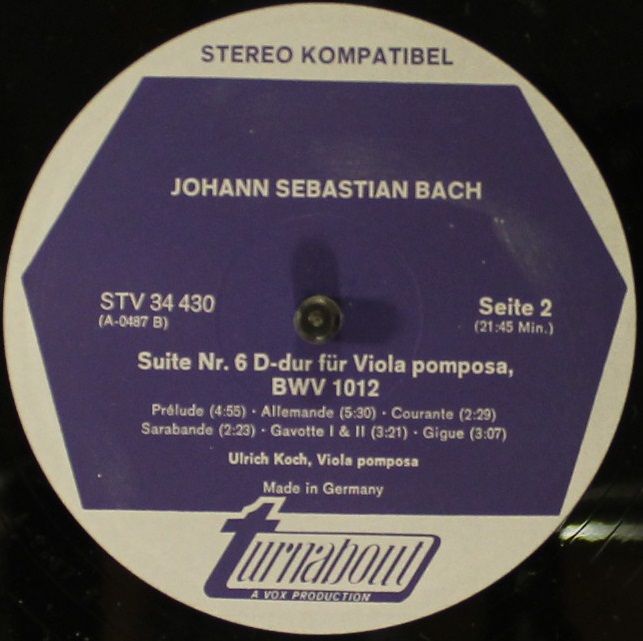 STEREO KOMPATIBEL
JOHANN SEBASTIAN BACH
STV 34 430
(A-0487 B)
Seite 2
(21:45 Min.)
Suite Nr. 6 D-dur für Viola pomposa,
BWV 1012
Prélude (4:55) · Allemande (5:30) · Courante (2:29)
Sarabande (2:23) · Gavotte I & II (3:21) · Gigue (3:07)
Ulrich Koch, Viola pomposa
Made in Germany
turnabout
A VOX PRODUCTION